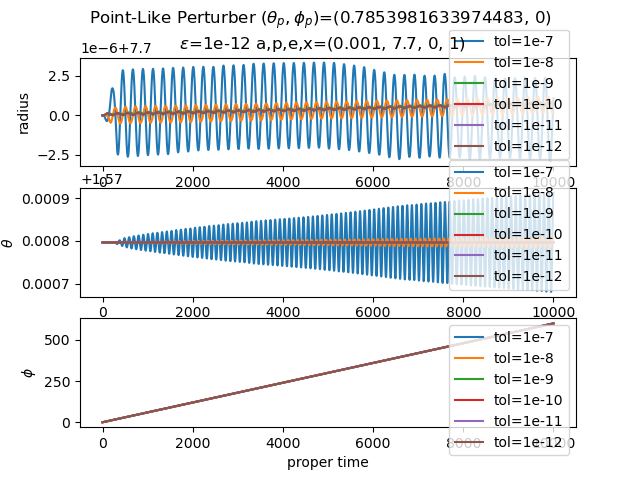 Point-Like Perturber (θp, ϕp)=(0.7853981633974483, 0)
ε=1e-12 a,p,e,x=(0.001, 7.7, 0, 1)
1e-6+7.7
2.5
0.0
−2.5
radius
0 2000 4000 6000 8000 10000
tol=1e-7
tol=1e-8
tol=1e-9
tol=1e-10
tol=1e-11
tol=1e-12
+1.57
0.0009
0.0008
0.0007
θ
0 2000 4000 6000 8000 10000
tol=1e-7
tol=1e-8
tol=1e-9
tol=1e-10
tol=1e-11
tol=1e-12
500
250
0
ϕ
0 2000 4000 6000 8000 10000
tol=1e-7
tol=1e-8
tol=1e-9
tol=1e-10
tol=1e-11
tol=1e-12
proper time